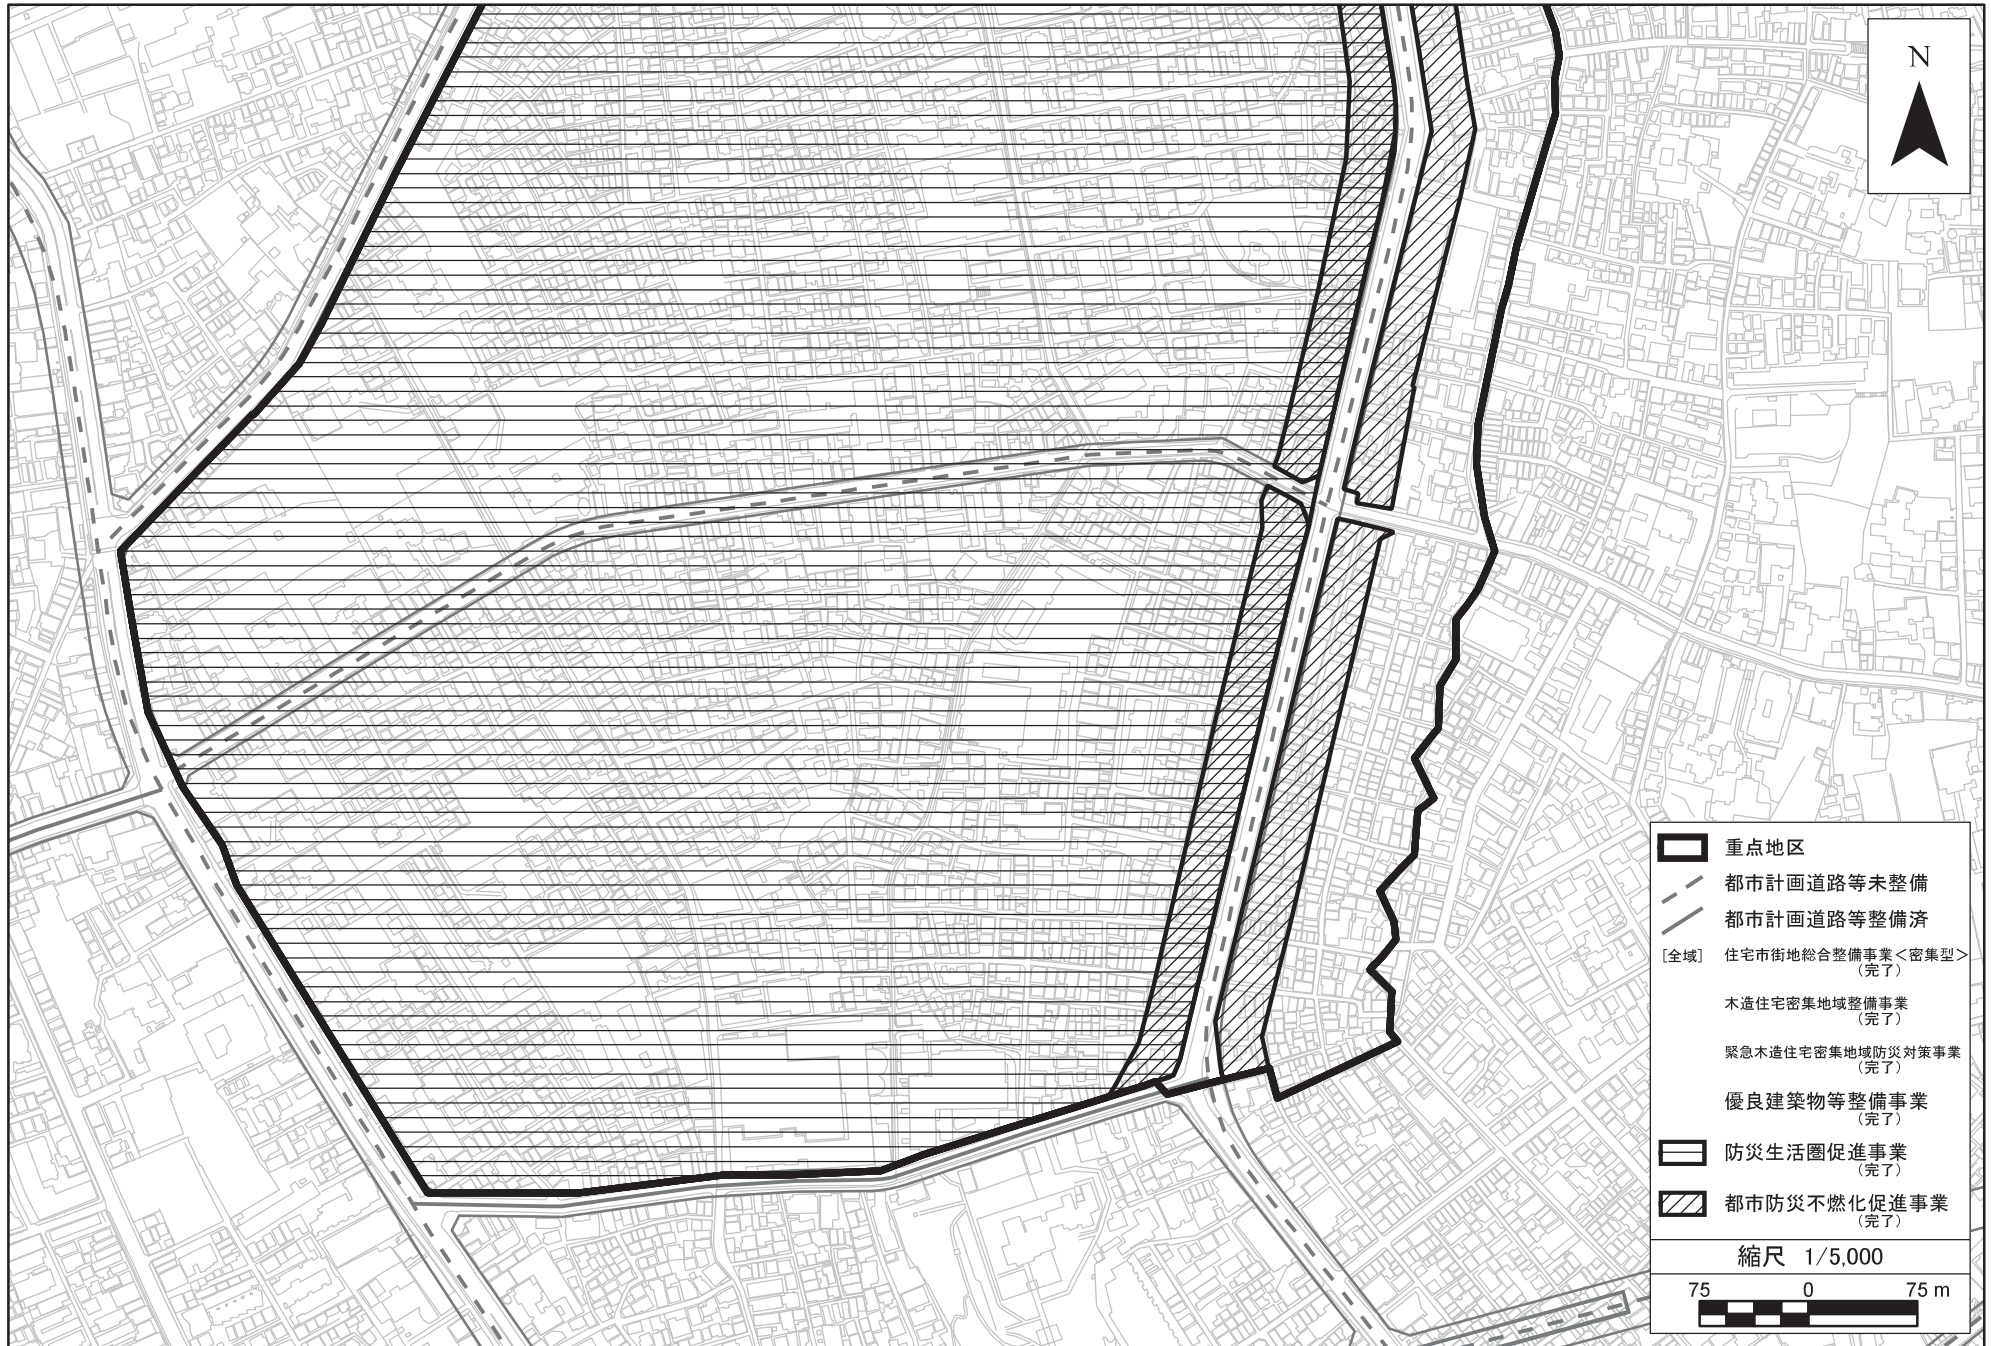 N
重点地区
都市計画道路等未整備
都市計画道路等整備済
[全域] 住宅市街地総合整備事業＜密集型＞
(完了)
木造住宅密集地域整備事業
(完了)
緊急木造住宅密集地域防災対策事業
(完了)
優良建築物等整備事業
(完了)
防災生活圏促進事業
(完了)
都市防災不燃化促進事業
(完了)
縮尺 1/5,000
75 0 75 m